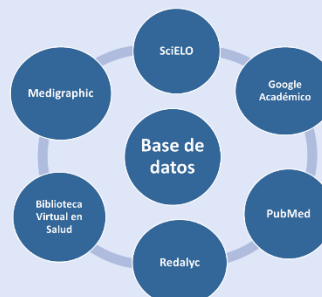 SciELO
Google
Académico
PubMed
Redalyc
Biblioteca
Virtual en
Salud
Medigraphic
Base de
datos